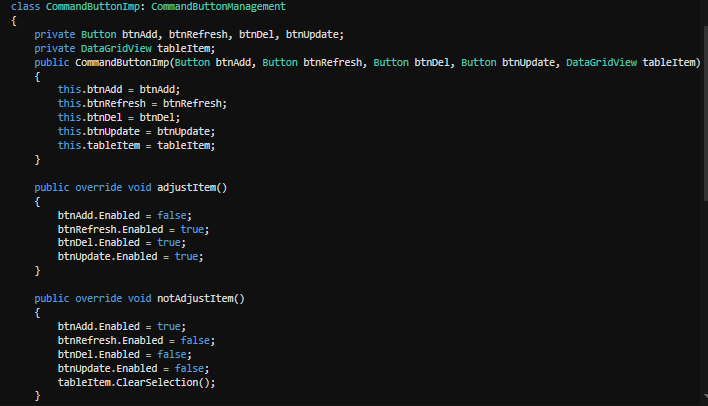 class CommandButtonImp: CommandButtonManagement
{
    private Button btnAdd, btnRefresh, btnDel, btnUpdate;
    private DataGridView tableItem;
    public CommandButtonImp(Button btnAdd, Button btnRefresh, Button btnDel, Button btnUpdate, DataGridView tableItem)
    {
        this.btnAdd = btnAdd;
        this.btnRefresh = btnRefresh;
        this.btnDel = btnDel;
        this.btnUpdate = btnUpdate;
        this.tableItem = tableItem;
    }

    public override void adjustItem()
    {
        btnAdd.Enabled = false;
        btnRefresh.Enabled = true;
        btnDel.Enabled = true;
        btnUpdate.Enabled = true;
    }

    public override void notAdjustItem()
    {
        btnAdd.Enabled = true;
        btnRefresh.Enabled = false;
        btnDel.Enabled = false;
        btnUpdate.Enabled = false;
        tableItem.ClearSelection();
    }